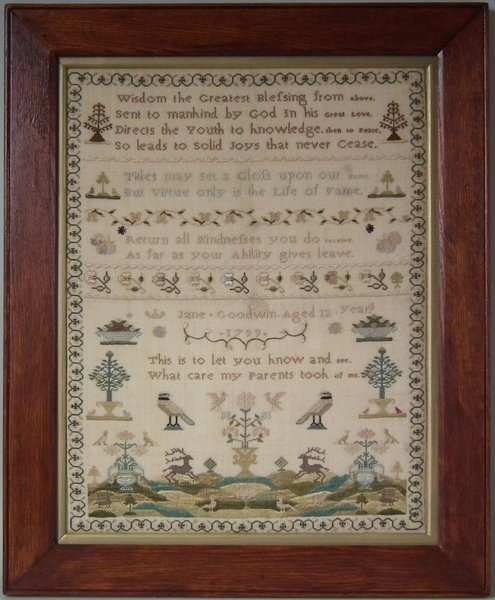 Wisdom the Greatest Blefsing from above.
Sent to mankind by God In his Great Love.
Directs the Youth to knowledge. then to Peace.
So leads to solid Joys that never Cease.
Titles may set a Glofs upon our Name.
But Virtue only is the Life of Fame.
Return all Kindnefses you do receive.
As far as your Ability gives leave.
Jane Goodwin Aged 12 years
1799
This is to let you know and see.
What care my Parents took of me.